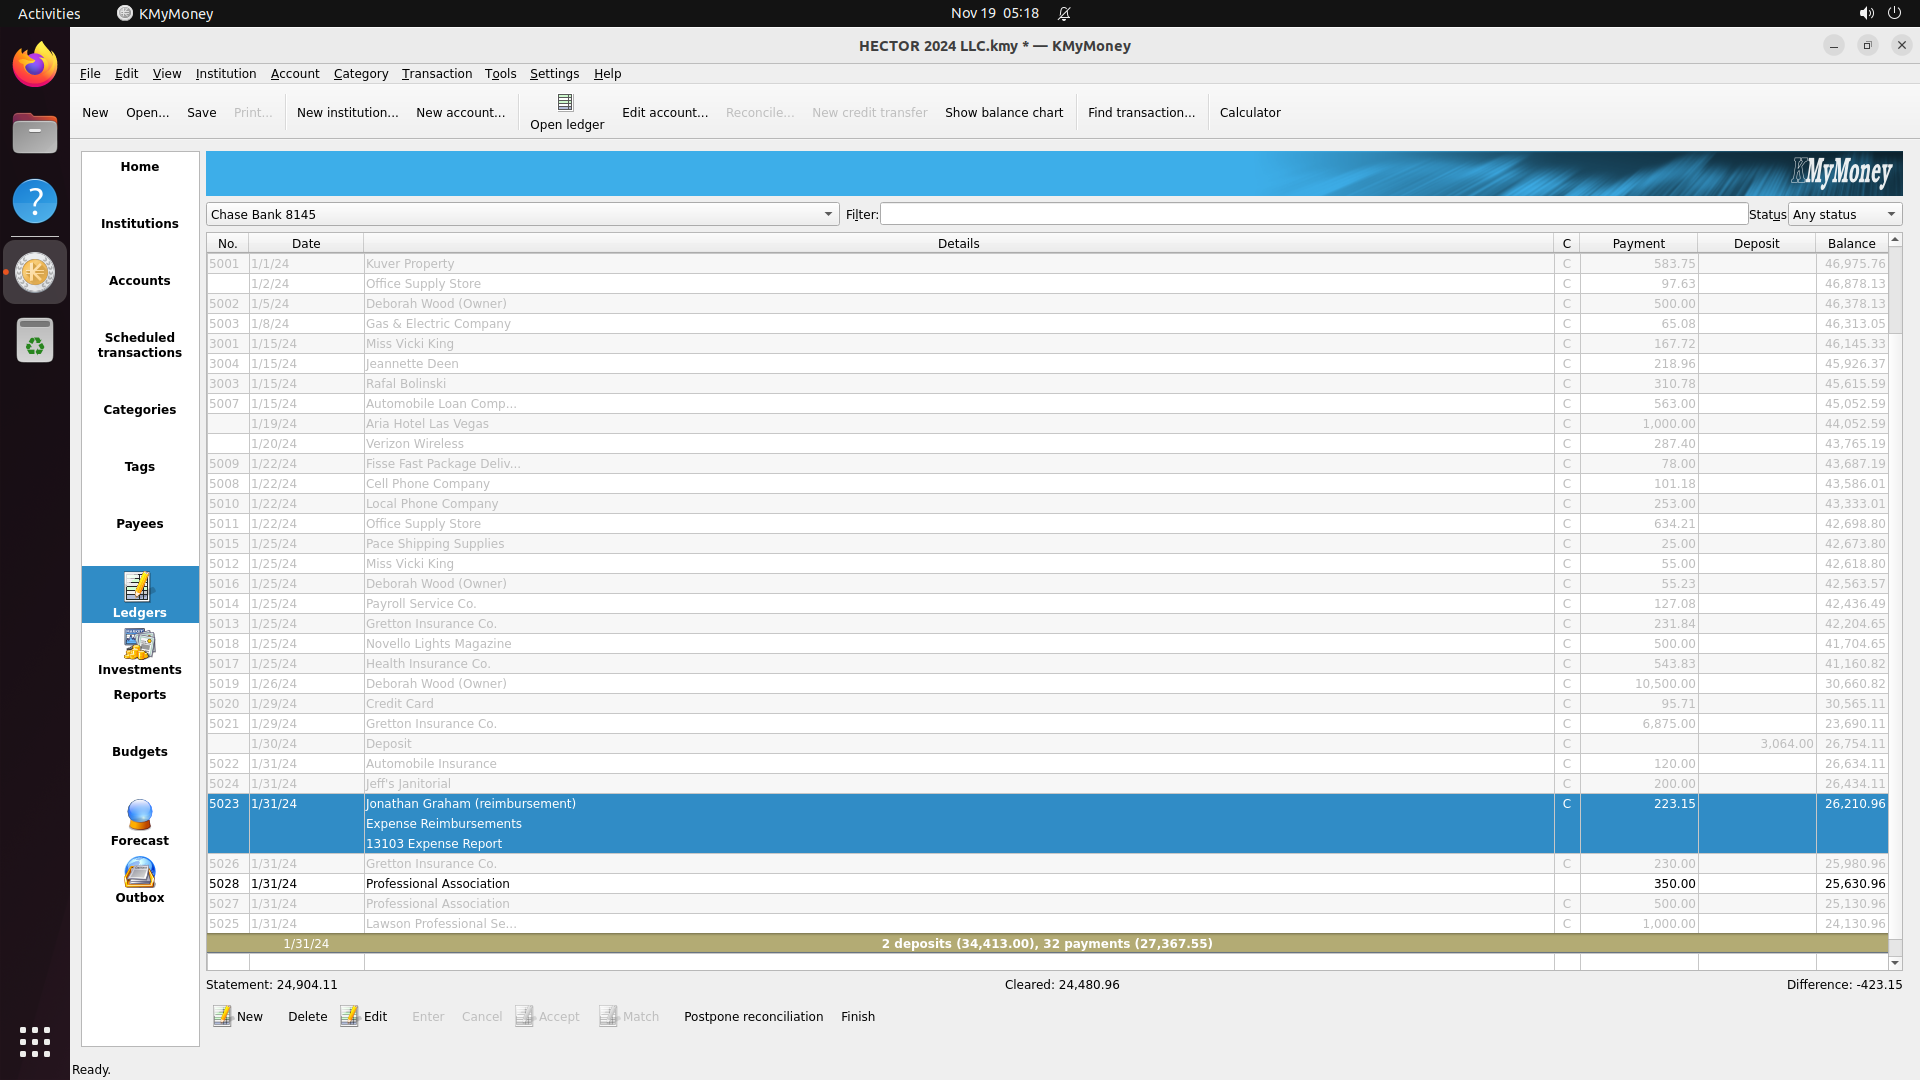 Activities
KMyMoney
Nov 19 05:18
HECTOR 2024 LLC.kmy * — KMyMoney
File Edit View Institution Account Category Transaction Tools Settings Help
New Open... Save Print... New institution... New account... Open ledger Edit account... Reconcile... New credit transfer Show balance chart Find transaction... Calculator
Home
Institutions
Accounts
Scheduled
transactions
Categories
Tags
Payees
Ledgers
Investments
Reports
Budgets
Forecast
Outbox
KMyMoney
Chase Bank 8145 Filter: Status Any status
No. Date Details C Payment Deposit Balance
5001 1/1/24 Kuver Property C 583.75 46,975.76
1/2/24 Office Supply Store C 97.63 46,878.13
5002 1/5/24 Deborah Wood (Owner) C 500.00 46,378.13
5003 1/8/24 Gas & Electric Company C 65.08 46,313.05
3001 1/15/24 Miss Vicki King C 167.72 46,145.33
3004 1/15/24 Jeannette Deen C 218.96 45,926.37
3003 1/15/24 Rafal Bolinski C 310.78 45,615.59
5007 1/15/24 Automobile Loan Comp... C 563.00 45,052.59
1/19/24 Aria Hotel Las Vegas C 1,000.00 44,052.59
1/20/24 Verizon Wireless C 287.40 43,765.19
5009 1/22/24 Fisse Fast Package Deliv... C 78.00 43,687.19
5008 1/22/24 Cell Phone Company C 101.18 43,586.01
5010 1/22/24 Local Phone Company C 253.00 43,333.01
5011 1/22/24 Office Supply Store C 634.21 42,698.80
5015 1/25/24 Pace Shipping Supplies C 25.00 42,673.80
5012 1/25/24 Miss Vicki King C 55.00 42,618.80
5016 1/25/24 Deborah Wood (Owner) C 55.23 42,563.57
5014 1/25/24 Payroll Service Co. C 127.08 42,436.49
5013 1/25/24 Gretton Insurance Co. C 231.84 42,204.65
5018 1/25/24 Novello Lights Magazine C 500.00 41,704.65
5017 1/25/24 Health Insurance Co. C 543.83 41,160.82
5019 1/26/24 Deborah Wood (Owner) C 10,500.00 30,660.82
5020 1/29/24 Credit Card C 95.71 30,565.11
5021 1/29/24 Gretton Insurance Co. C 6,875.00 23,690.11
1/30/24 Deposit C 3,064.00 26,754.11
5022 1/31/24 Automobile Insurance C 120.00 26,634.11
5024 1/31/24 Jeff's Janitorial C 200.00 26,434.11
5023 1/31/24 Jonathan Graham (reimbursement) C 223.15 26,210.96
Expense Reimbursements
13103 Expense Report
5026 1/31/24 Gretton Insurance Co. C 230.00 25,980.96
5028 1/31/24 Professional Association 350.00 25,630.96
5027 1/31/24 Professional Association C 500.00 25,130.96
5025 1/31/24 Lawson Professional Se... C 1,000.00 24,130.96
1/31/24 2 deposits (34,413.00), 32 payments (27,367.55)
Statement: 24,904.11 Cleared: 24,480.96 Difference: -423.15
New Delete Edit Enter Cancel Accept Match Postpone reconciliation Finish
Ready.